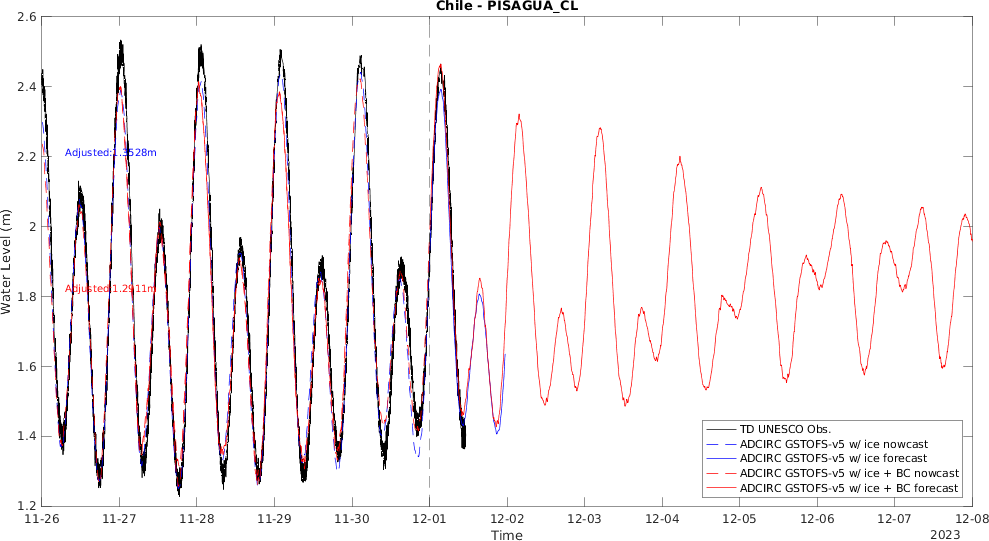 Chile - PISAGUA_CL
2.6
2.4
2.2
2
1.8
1.6
1.4
1.2
Water Level (m)
Adjusted:1.3528m
Adjusted:1.2911m
TD UNESCO Obs.
ADCIRC GSTOFS-v5 w/ ice nowcast
ADCIRC GSTOFS-v5 w/ ice forecast
ADCIRC GSTOFS-v5 w/ ice + BC nowcast
ADCIRC GSTOFS-v5 w/ ice + BC forecast
11-26 11-27 11-28 11-29 11-30 12-01 12-02 12-03 12-04 12-05 12-06 12-07 12-08
Time
2023